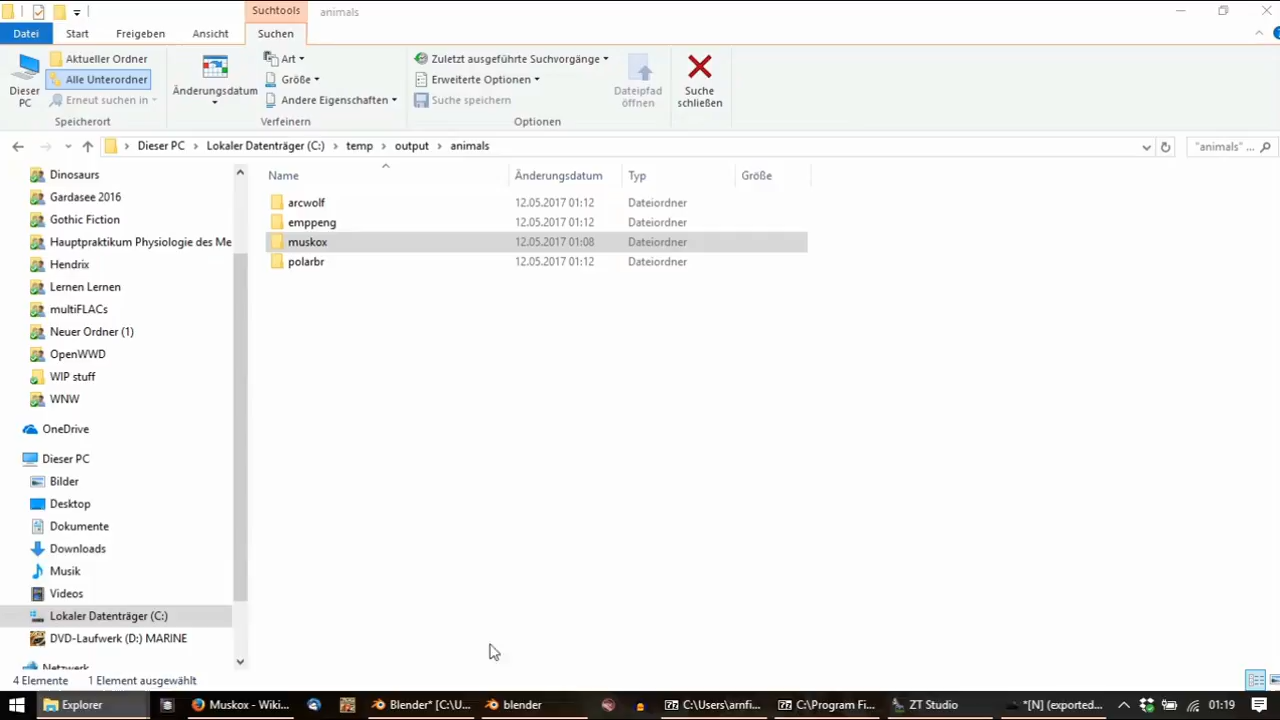 Suchtools
animals
Datei
Start
Freigeben
Ansicht
Suchen
Dieser PC
Aktueller Ordner
Alle Unterordner
Erneut suchen in
Speicherort
Änderungsdatum
Art
Größe
Andere Eigenschaften
Verfeinern
Zuletzt ausgeführte Suchvorgänge
Erweiterte Optionen
Suche speichern
Dateipfad öffnen
Optionen
Suche schließen
Dieser PC > Lokaler Datenträger (C:) > temp > output > animals
"animals" ...
Name
Änderungsdatum
Typ
Größe
arcwolf 12.05.2017 01:12 Dateiordner
emppeng 12.05.2017 01:12 Dateiordner
muskox 12.05.2017 01:08 Dateiordner
polarbr 12.05.2017 01:12 Dateiordner
Dinosaurs
Gardasee 2016
Gothic Fiction
Hauptpraktikum Physiologie des Me
Hendrix
Lernen Lernen
multiFLACs
Neuer Ordner (1)
OpenWWD
WIP stuff
WNW
OneDrive
Dieser PC
Bilder
Desktop
Dokumente
Downloads
Musik
Videos
Lokaler Datenträger (C:)
DVD-Laufwerk (D:) MARINE
Netzwerk
4 Elemente
1 Element ausgewählt
Explorer
Muskox - Wiki...
Blender* [C:\U...
blender
C:\Users\arnfi...
C:\Program Fi...
ZT Studio
*[N] (exported...
01:19